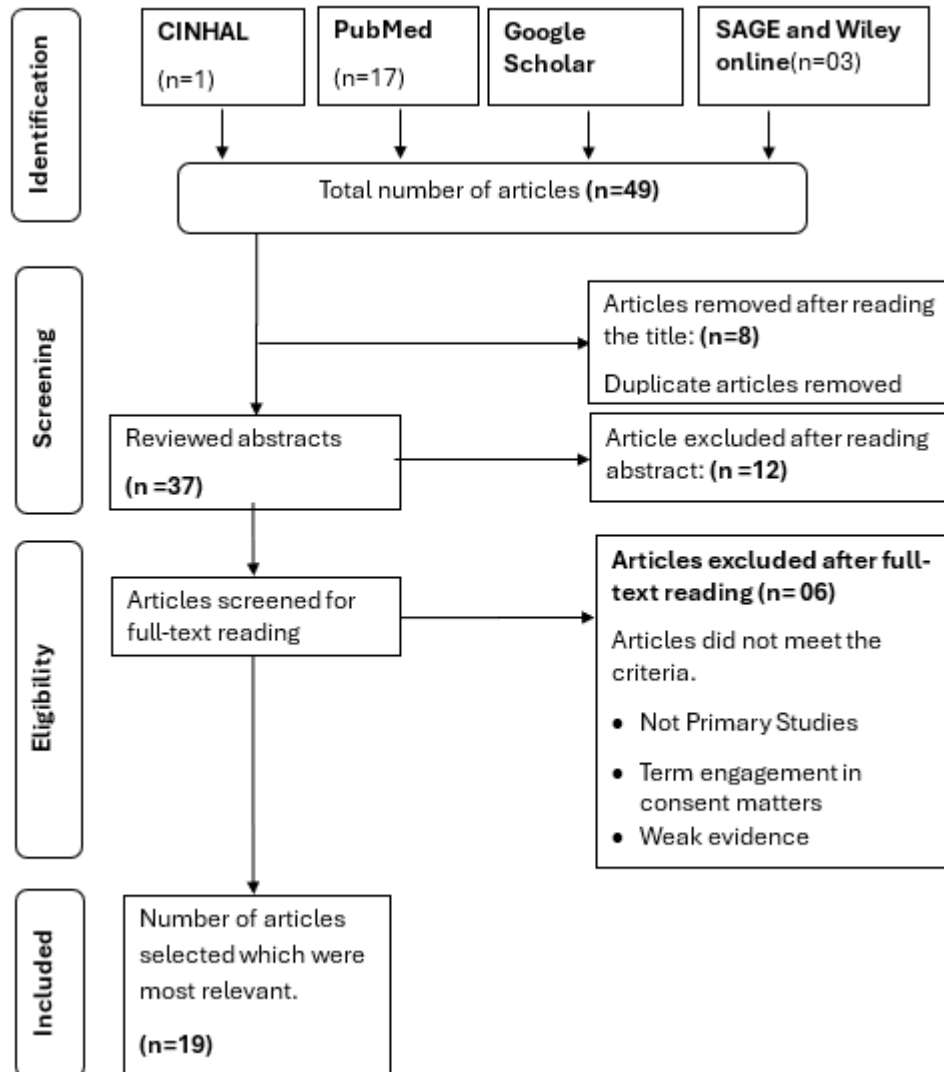 Identification
CINHAL
(n=1)
PubMed
(n=17)
Google
Scholar
SAGE and Wiley
online(n=03)
Total number of articles (n=49)
Screening
Articles removed after reading
the title: (n=8)
Duplicate articles removed
Reviewed abstracts
(n =37)
Article excluded after reading
abstract: (n =12)
Eligibility
Articles screened for
full-text reading
Articles excluded after full-
text reading (n= 06)
Articles did not meet the
criteria.
• Not Primary Studies
• Term engagement in
consent matters
• Weak evidence
Included
Number of articles
selected which were
most relevant.
(n=19)